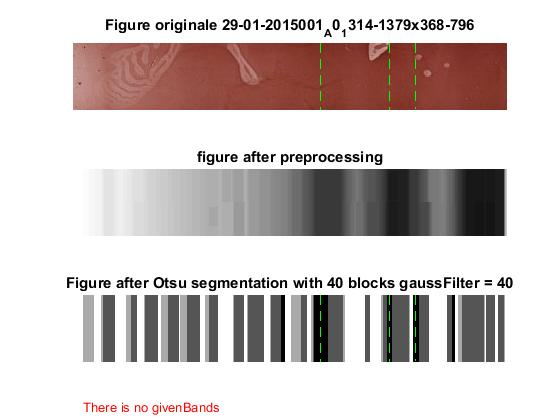 Figure originale 29-01-2015001A01314-1379x368-796
figure after preprocessing
Figure after Otsu segmentation with 40 blocks gaussFilter = 40
There is no givenBands